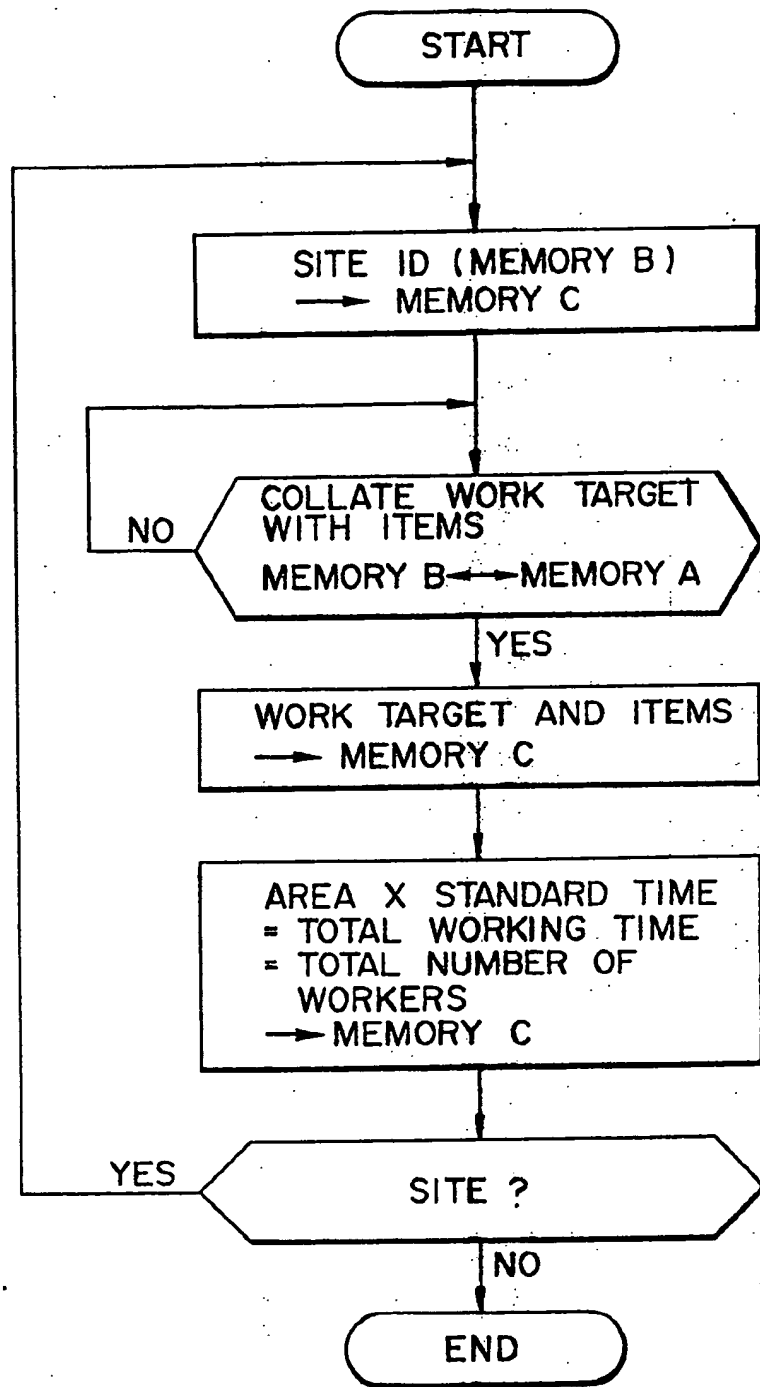 START
SITE ID (MEMORY B)
→ MEMORY C
COLLATE WORK TARGET
WITH ITEMS
NO
MEMORY B↔MEMORY A
YES
WORK TARGET AND ITEMS
→ MEMORY C
AREA X STANDARD TIME
= TOTAL WORKING TIME
= TOTAL NUMBER OF
WORKERS
→ MEMORY C
YES
SITE ?
NO
END